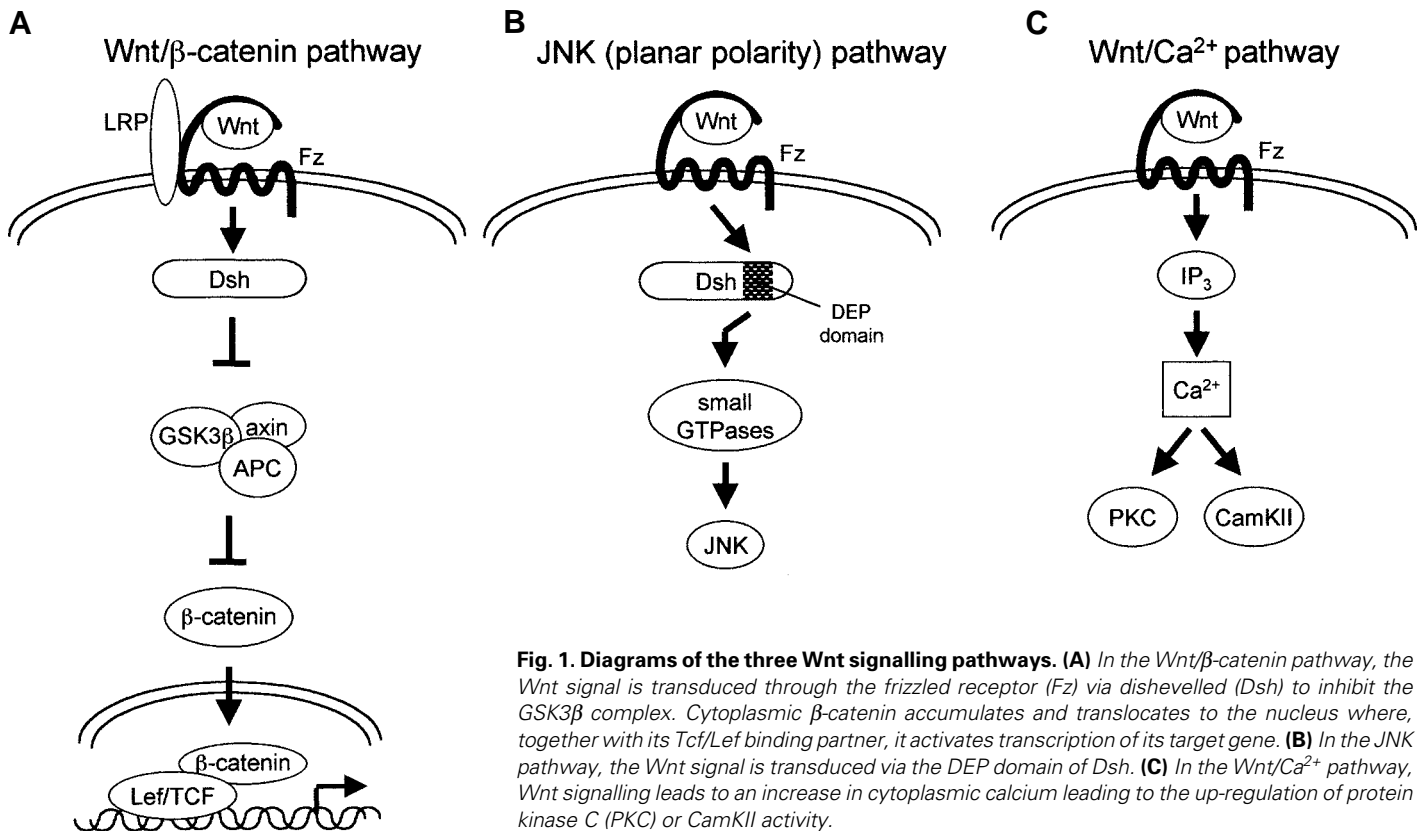 A
Wnt/β-catenin pathway
LRP
Wnt
Fz
Dsh
GSK3β
axin
APC
β-catenin
β-catenin
Lef/TCF
B
JNK (planar polarity) pathway
Wnt
Fz
Dsh
DEP
domain
small
GTPases
JNK
C
Wnt/Ca²⁺ pathway
Wnt
Fz
IP₃
Ca²⁺
PKC
CamKII
Fig. 1. Diagrams of the three Wnt signalling pathways. (A) In the Wnt/β-catenin pathway, the
Wnt signal is transduced through the frizzled receptor (Fz) via dishevelled (Dsh) to inhibit the
GSK3β complex. Cytoplasmic β-catenin accumulates and translocates to the nucleus where,
together with its Tcf/Lef binding partner, it activates transcription of its target gene. (B) In the JNK
pathway, the Wnt signal is transduced via the DEP domain of Dsh. (C) In the Wnt/Ca²⁺ pathway,
Wnt signalling leads to an increase in cytoplasmic calcium leading to the up-regulation of protein
kinase C (PKC) or CamKII activity.